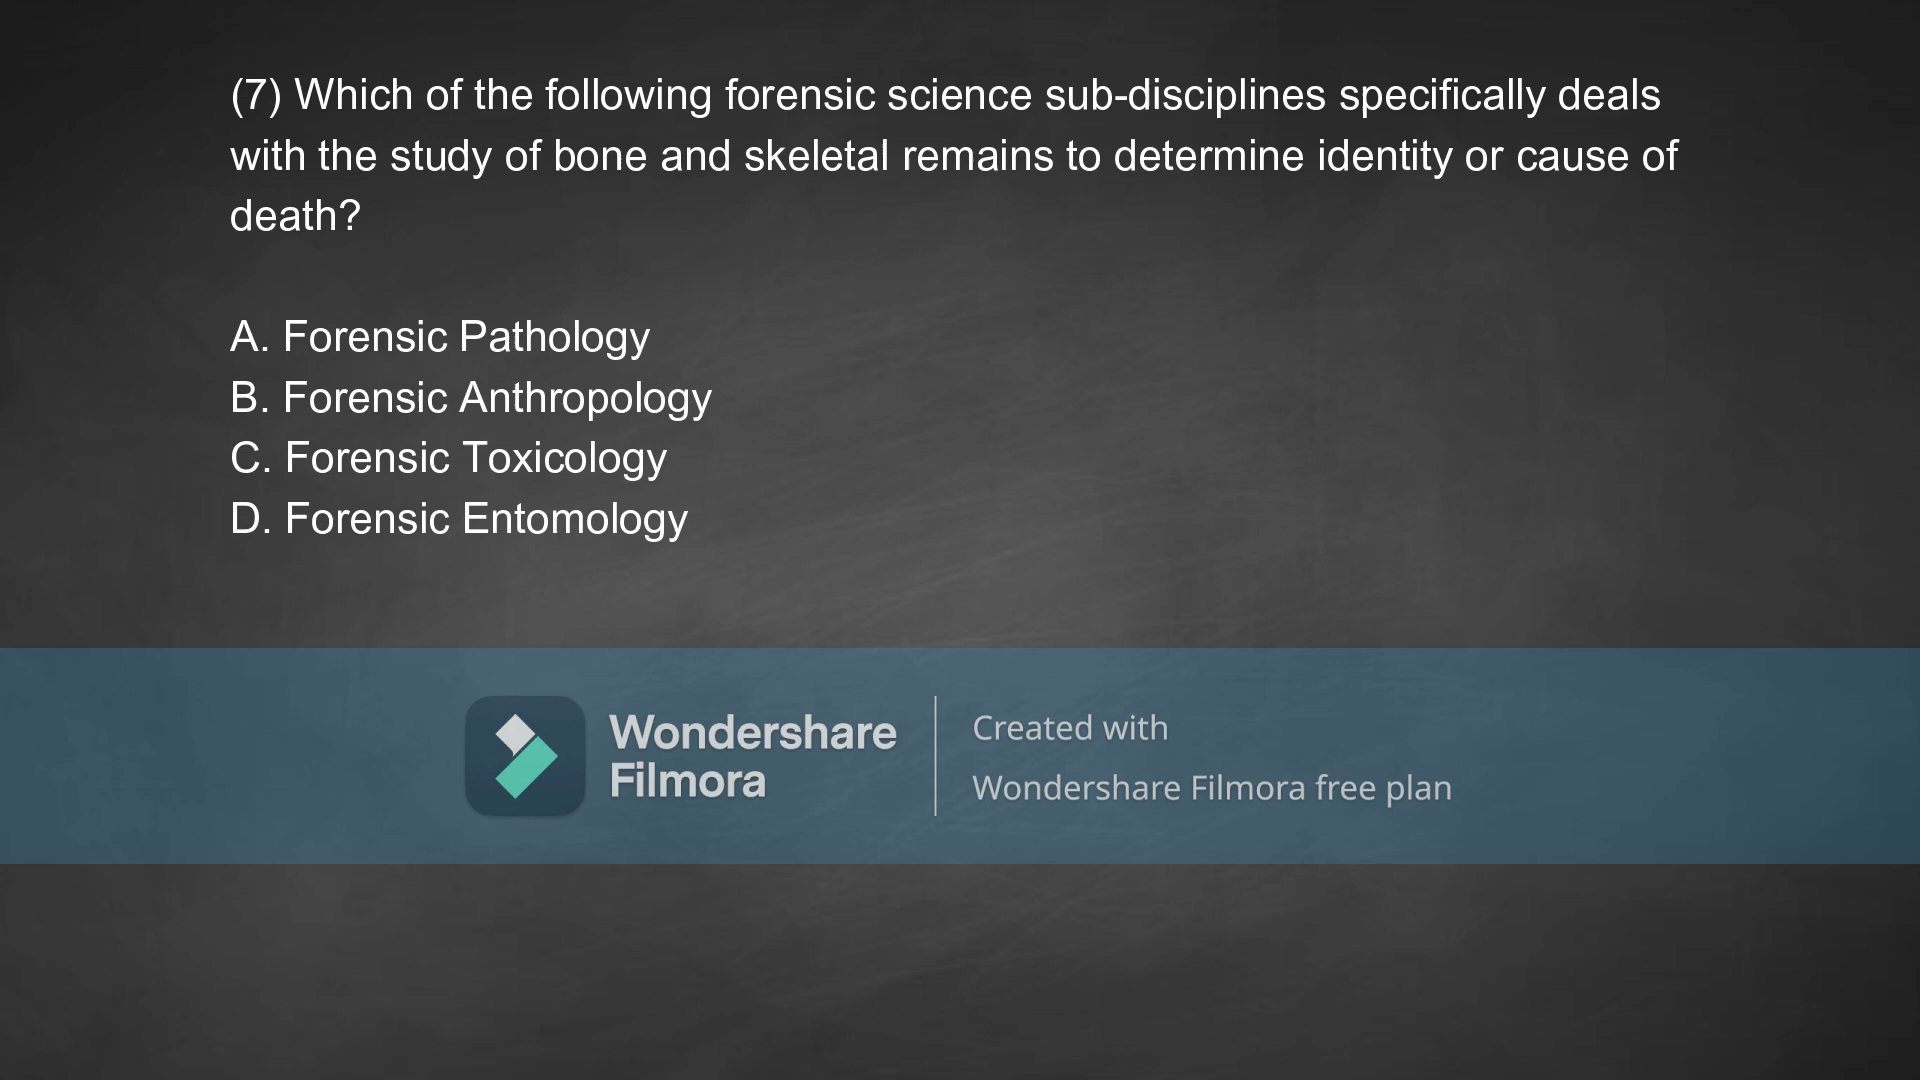 (7) Which of the following forensic science sub-disciplines specifically deals
with the study of bone and skeletal remains to determine identity or cause of
death?
A. Forensic Pathology
B. Forensic Anthropology
C. Forensic Toxicology
D. Forensic Entomology
Wondershare
Filmora
Created with
Wondershare Filmora free plan